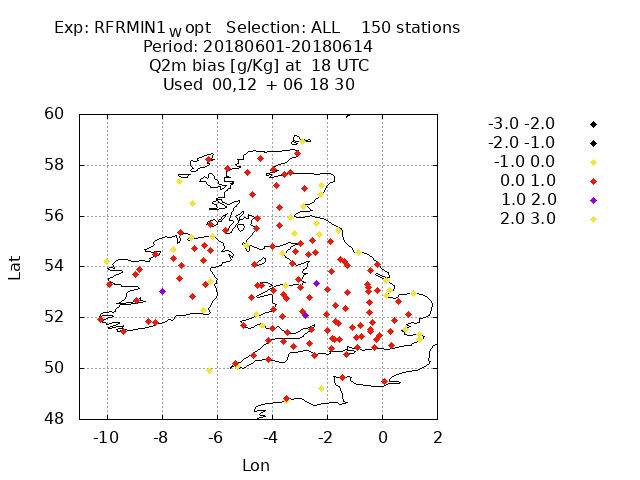 Exp: RFRMIN1 W opt Selection: ALL 150 stations
Period: 20180601-20180614
Q2m bias [g/Kg] at 18 UTC
Used 00,12 + 06 18 30
-3.0 -2.0
-2.0 -1.0
-1.0 0.0
0.0 1.0
1.0 2.0
2.0 3.0
60
58
56
54
52
50
48
Lat
-10 -8 -6 -4 -2 0 2
Lon